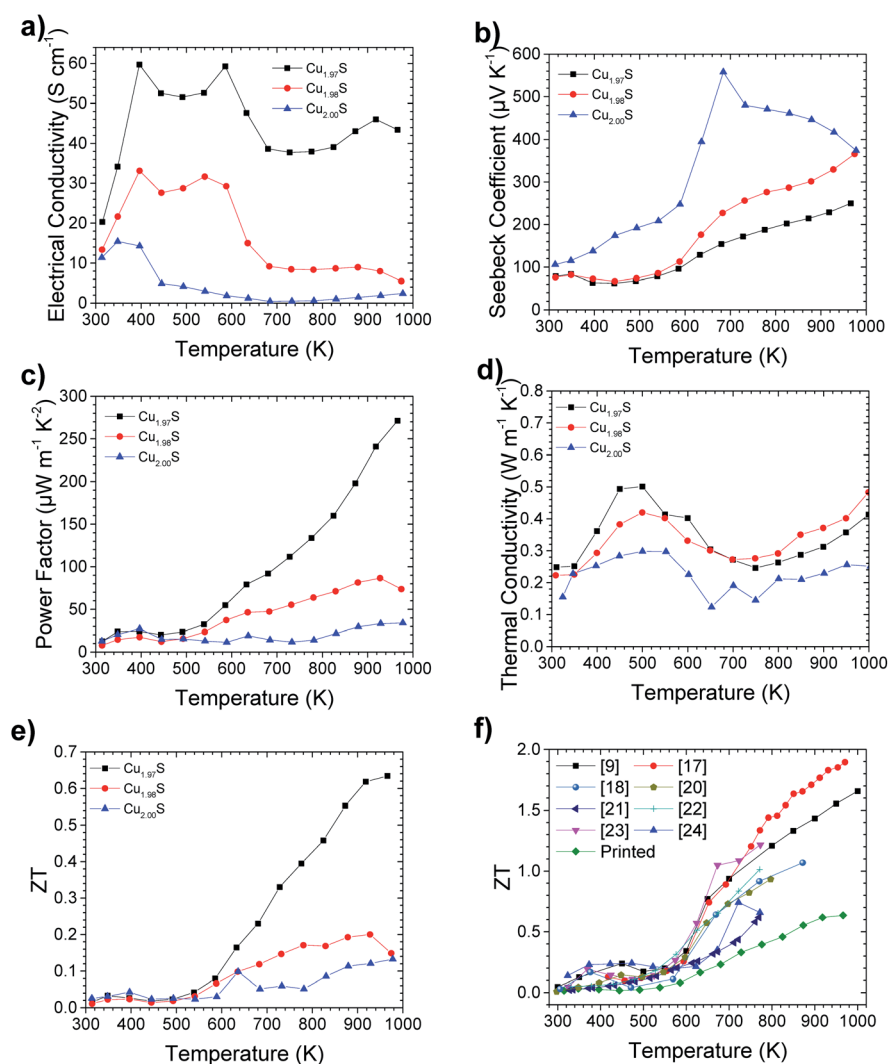 a)
Electrical Conductivity (S cm⁻¹)
60
50
40
30
20
10
0
Cu₁.₉₇S
Cu₁.₉₈S
Cu₂.₀₀S
300 400 500 600 700 800 900 1000
Temperature (K)
b)
Seebeck Coefficient (µV K⁻¹)
600
500
400
300
200
100
0
Cu₁.₉₇S
Cu₁.₉₈S
Cu₂.₀₀S
300 400 500 600 700 800 900 1000
Temperature (K)
c)
Power Factor (µW m⁻¹ K⁻²)
300
250
200
150
100
50
0
Cu₁.₉₇S
Cu₁.₉₈S
Cu₂.₀₀S
300 400 500 600 700 800 900 1000
Temperature (K)
d)
Thermal Conductivity (W m⁻¹ K⁻¹)
0.8
0.7
0.6
0.5
0.4
0.3
0.2
0.1
0.0
Cu₁.₉₇S
Cu₁.₉₈S
Cu₂.₀₀S
300 400 500 600 700 800 900 1000
Temperature (K)
e)
ZT
0.7
0.6
0.5
0.4
0.3
0.2
0.1
0.0
Cu₁.₉₇S
Cu₁.₉₈S
Cu₂.₀₀S
300 400 500 600 700 800 900 1000
Temperature (K)
f)
ZT
2.0
1.5
1.0
0.5
0.0
[9] [17]
[18] [20]
[21] [22]
[23] [24]
Printed
300 400 500 600 700 800 900 1000
Temperature (K)